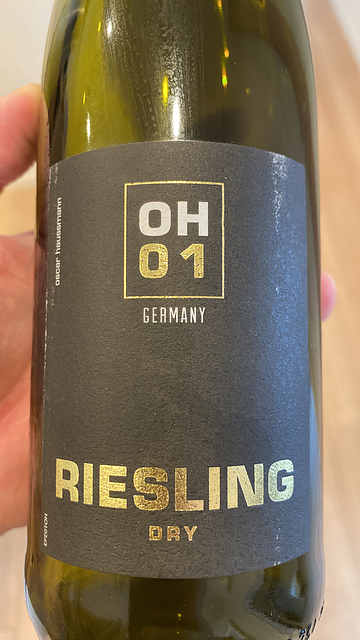 oscar haussmann
OH
01
GERMANY
RIESLING
DRY